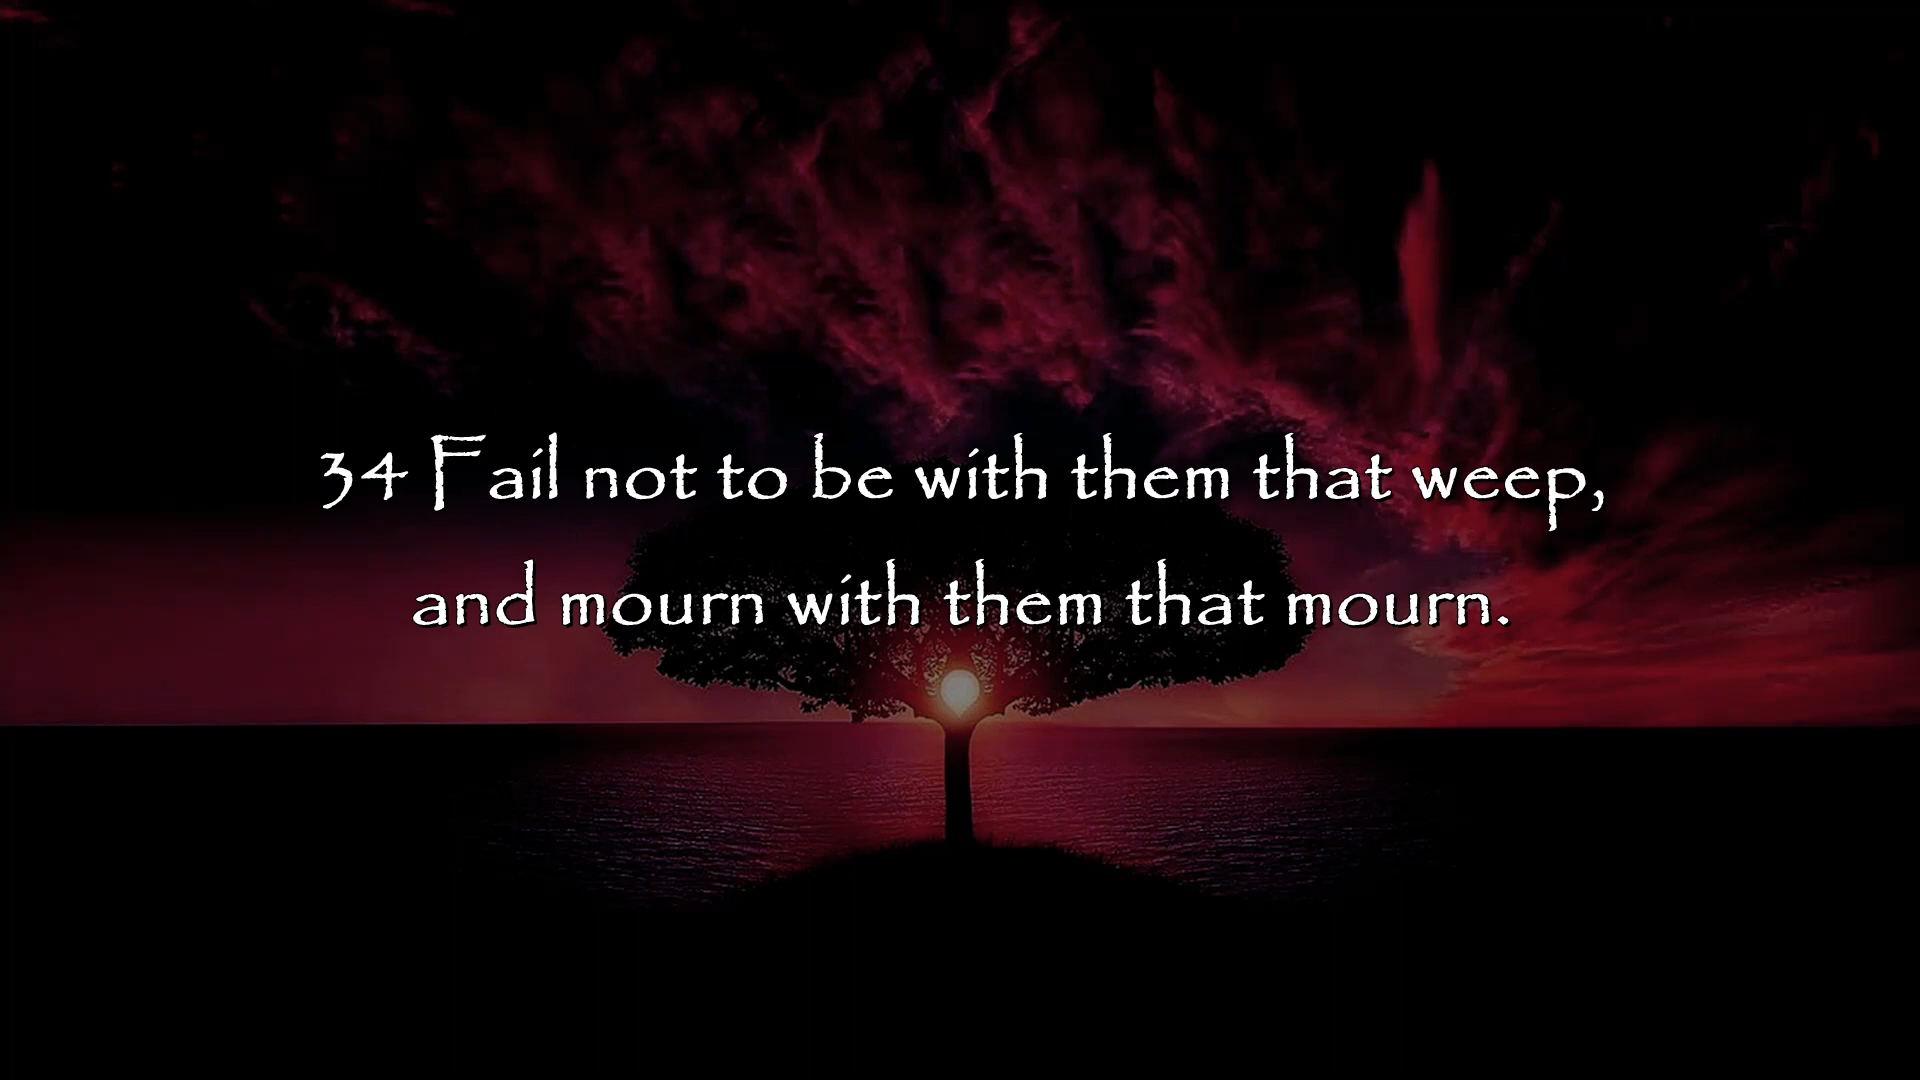 34 Fail not to be with them that weep,
and mourn with them that mourn.